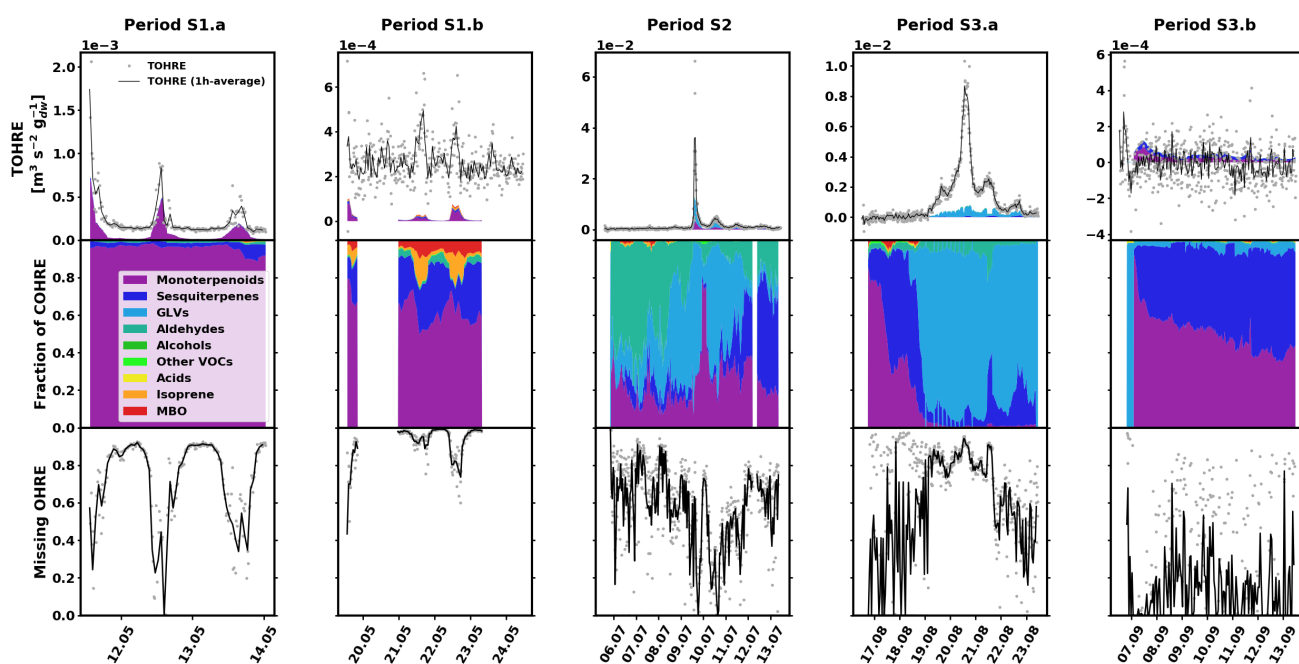 Period S1.a
Period S1.b
Period S2
Period S3.a
Period S3.b
1e−3
1e−4
1e−2
1e−2
1e−4
TOHRE
[m³ s⁻² g⁻¹dw]
2.0
1.5
1.0
0.5
0.0
TOHRE
TOHRE (1h-average)
6
4
2
0
6
4
2
0
1.0
0.8
0.6
0.4
0.2
0.0
6
4
2
0
−2
−4
Fraction of COHRE
0.8
0.6
0.4
0.2
0.0
Monoterpenoids
Sesquiterpenes
GLVs
Aldehydes
Alcohols
Other VOCs
Acids
Isoprene
MBO
Missing OHRE
0.8
0.6
0.4
0.2
0.0
12.05
13.05
14.05
20.05
21.05
22.05
23.05
24.05
06.07
07.07
08.07
09.07
10.07
11.07
12.07
13.07
17.08
18.08
19.08
20.08
21.08
22.08
23.08
07.09
08.09
09.09
10.09
11.09
12.09
13.09